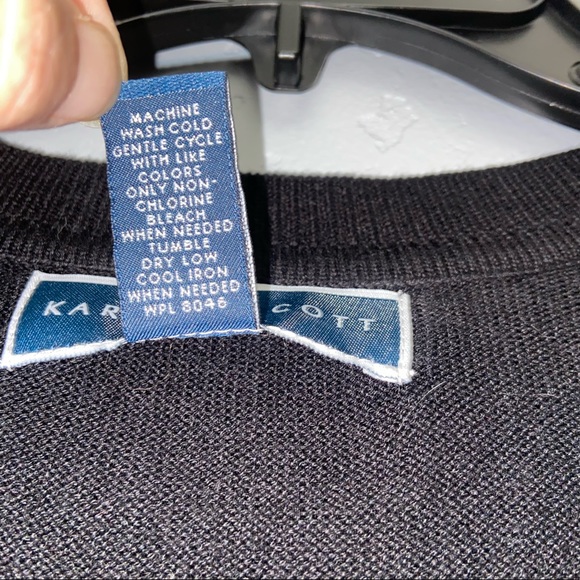 MACHINE
WASH COLD
GENTLE CYCLE
WITH LIKE
COLORS
ONLY NON-
CHLORINE
BLEACH
WHEN NEEDED
TUMBLE
DRY LOW
COOL IRON
WHEN NEEDED
WPL 8046
KAR COTT